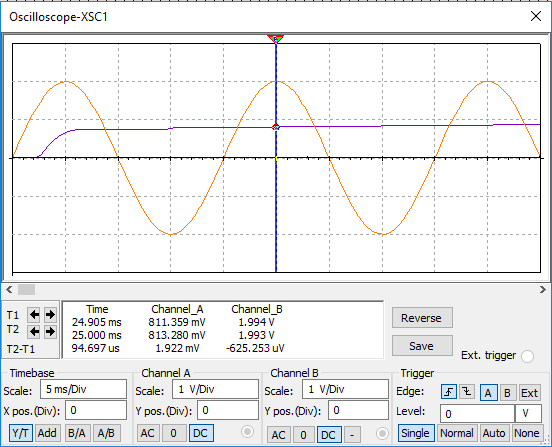 Oscilloscope-XSC1
T1
T2
T2-T1
Time Channel_A Channel_B
24.905 ms 811.359 mV 1.994 V
25.000 ms 813.280 mV 1.993 V
94.697 us 1.922 mV -625.253 uV
Reverse
Save
Ext. trigger
Timebase
Scale: 5 ms/Div
X pos.(Div): 0
Y/T Add B/A A/B
Channel A
Scale: 1 V/Div
Y pos.(Div): 0
AC 0 DC
Channel B
Scale: 1 V/Div
Y pos.(Div): 0
AC 0 DC -
Trigger
Edge: A B Ext
Level: 0 V
Single Normal Auto None